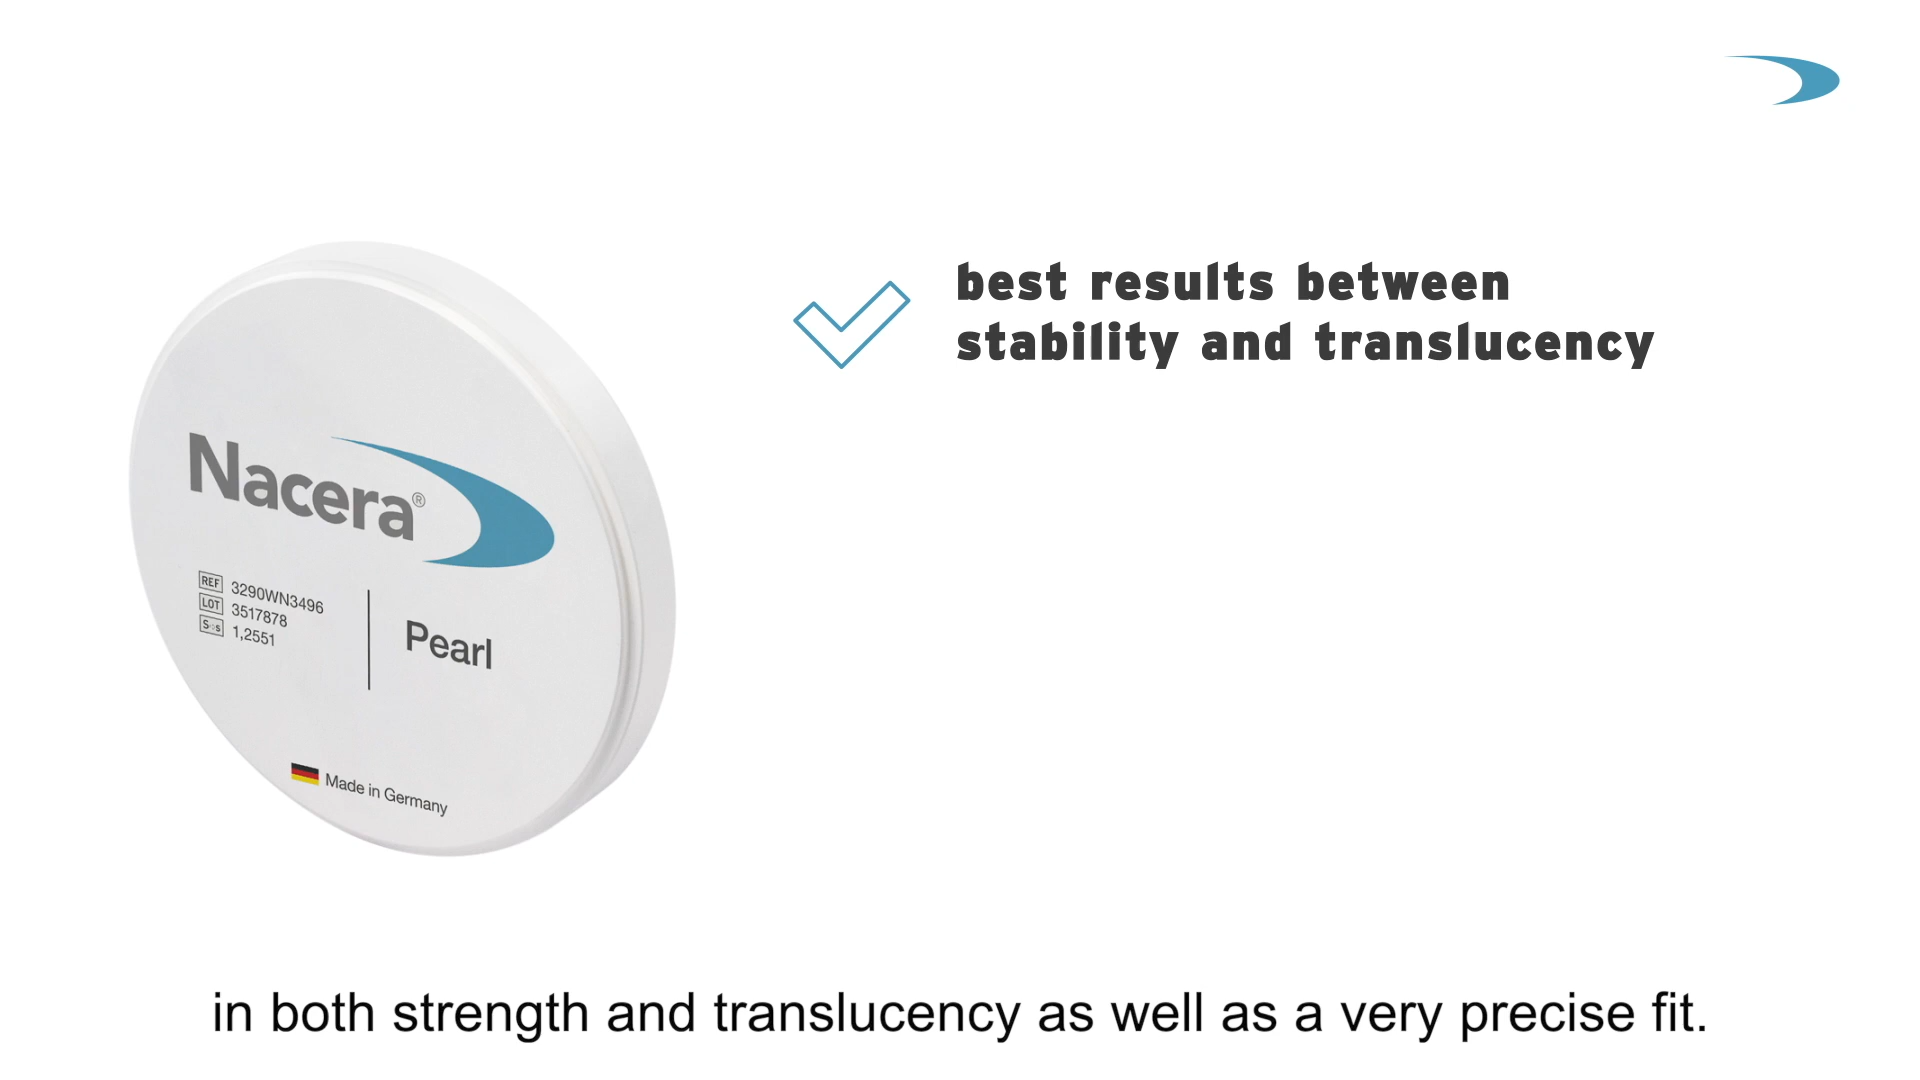 best results between
stability and translucency
Nacera®
REF 3290WN3496
LOT 3517878
S:s 1,2551
Pearl
Made in Germany
in both strength and translucency as well as a very precise fit.